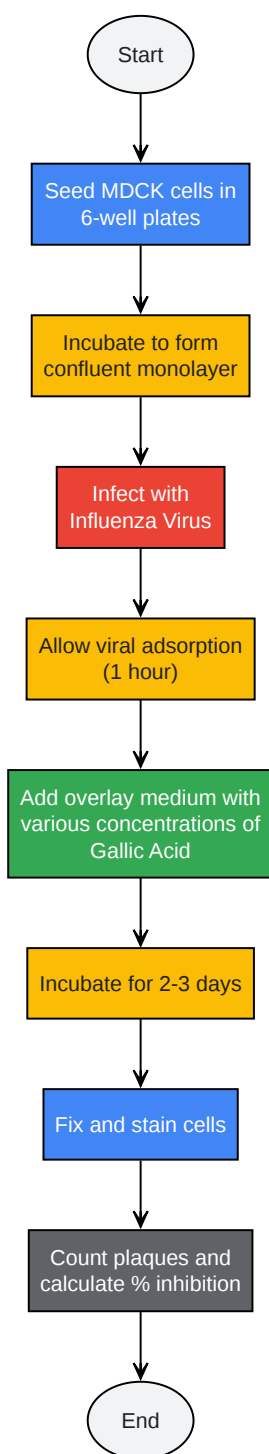 Start
Seed MDCK cells in
6-well plates
Incubate to form
confluent monolayer
Infect with
Influenza Virus
Allow viral adsorption
(1 hour)
Add overlay medium with
various concentrations of
Gallic Acid
Incubate for 2-3 days
Fix and stain cells
Count plaques and
calculate % inhibition
End